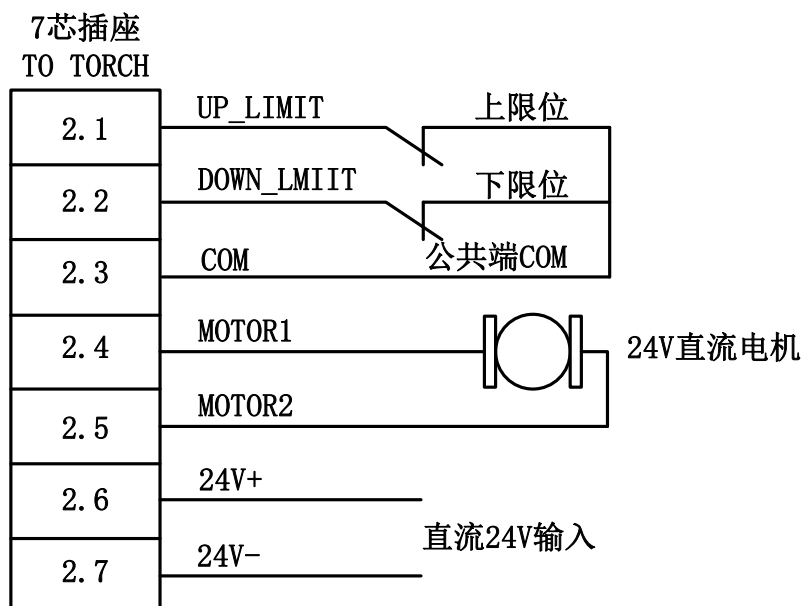 7芯插座
TO TORCH
2.1
UP_LIMIT
上限位
2.2
DOWN_LMIIT
下限位
2.3
COM
公共端COM
2.4
MOTOR1
24V直流电机
2.5
MOTOR2
2.6
24V+
直流24V输入
2.7
24V-